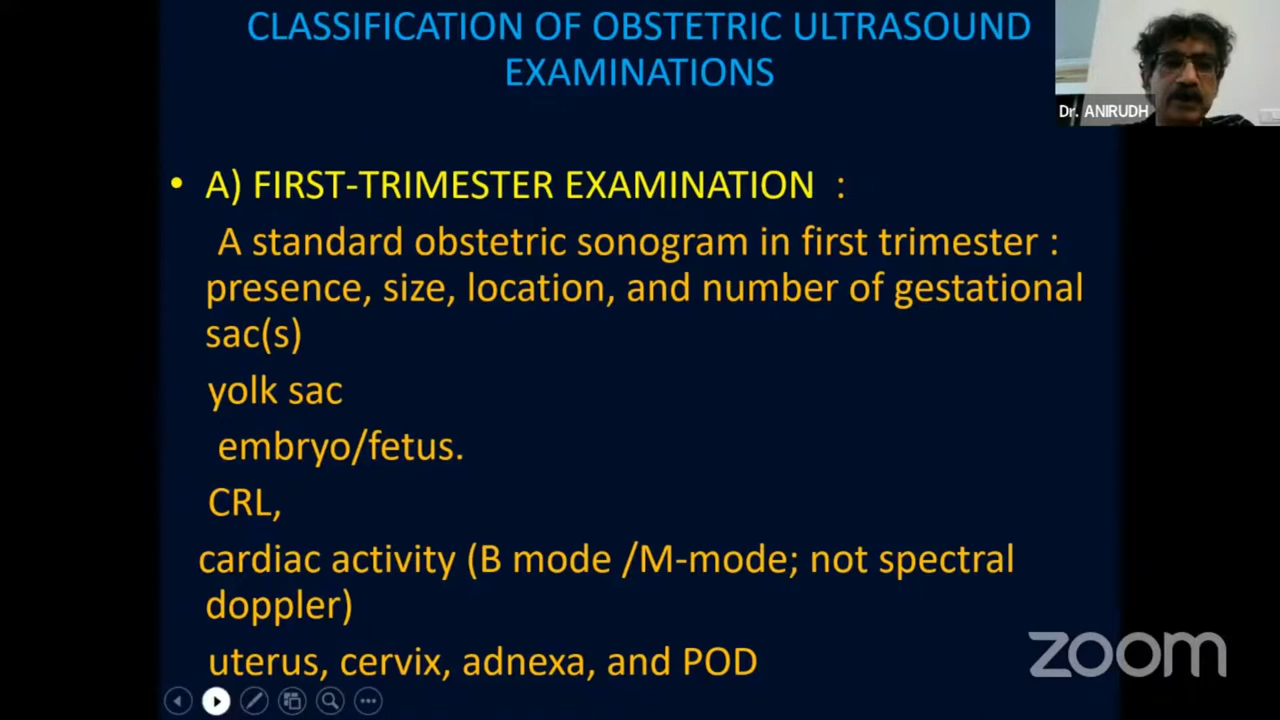 CLASSIFICATION OF OBSTETRIC ULTRASOUND
EXAMINATIONS
Dr. ANIRUDH
• A) FIRST-TRIMESTER EXAMINATION :
A standard obstetric sonogram in first trimester :
presence, size, location, and number of gestational
sac(s)
yolk sac
embryo/fetus.
CRL,
cardiac activity (B mode /M-mode; not spectral
doppler)
uterus, cervix, adnexa, and POD
zoom